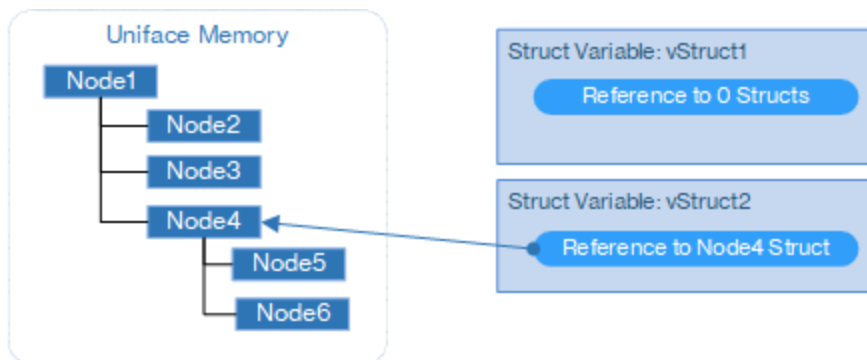 Uniface Memory
Node1
Node2
Node3
Node4
Node5
Node6
Struct Variable: vStruct1
Reference to 0 Structs
Struct Variable: vStruct2
Reference to Node4 Struct